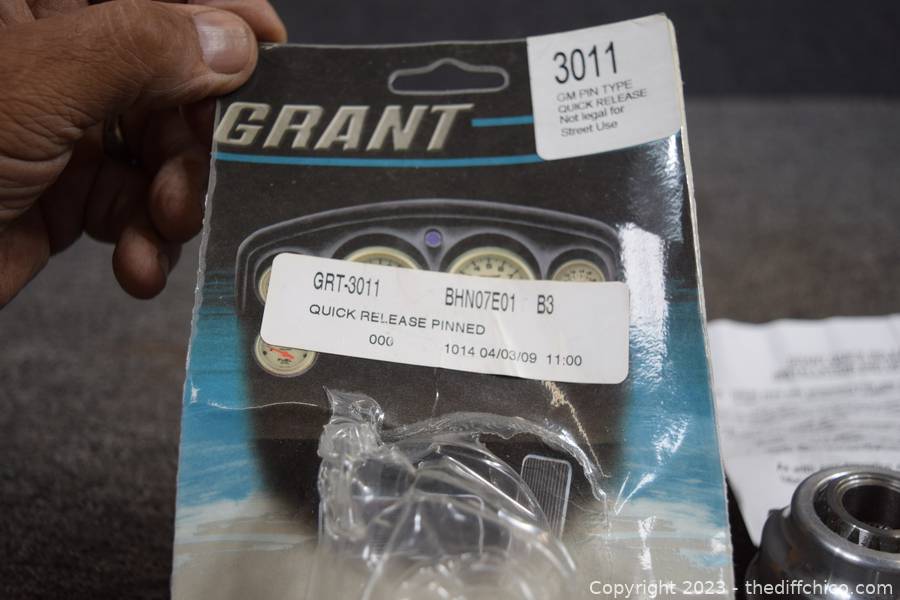 3011
GM PIN TYPE
QUICK RELEASE
Not legal for
Street Use
GRANT
GRT-3011 BHN07E01 B3
QUICK RELEASE PINNED
000 1014 04/03/09 11:00
Copyright 2023 - thediffchico.com